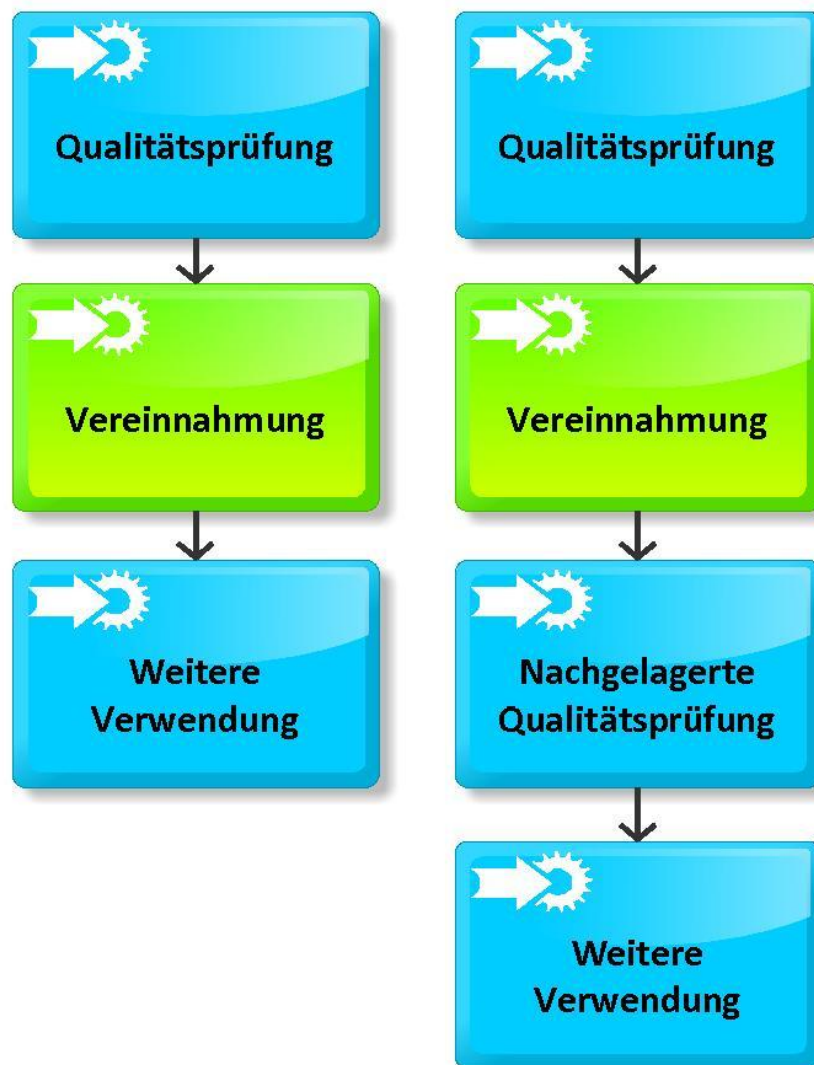 Qualitätsprüfung
Vereinnahmung
Weitere
Verwendung
Qualitätsprüfung
Vereinnahmung
Nachgelagerte
Qualitätsprüfung
Weitere
Verwendung